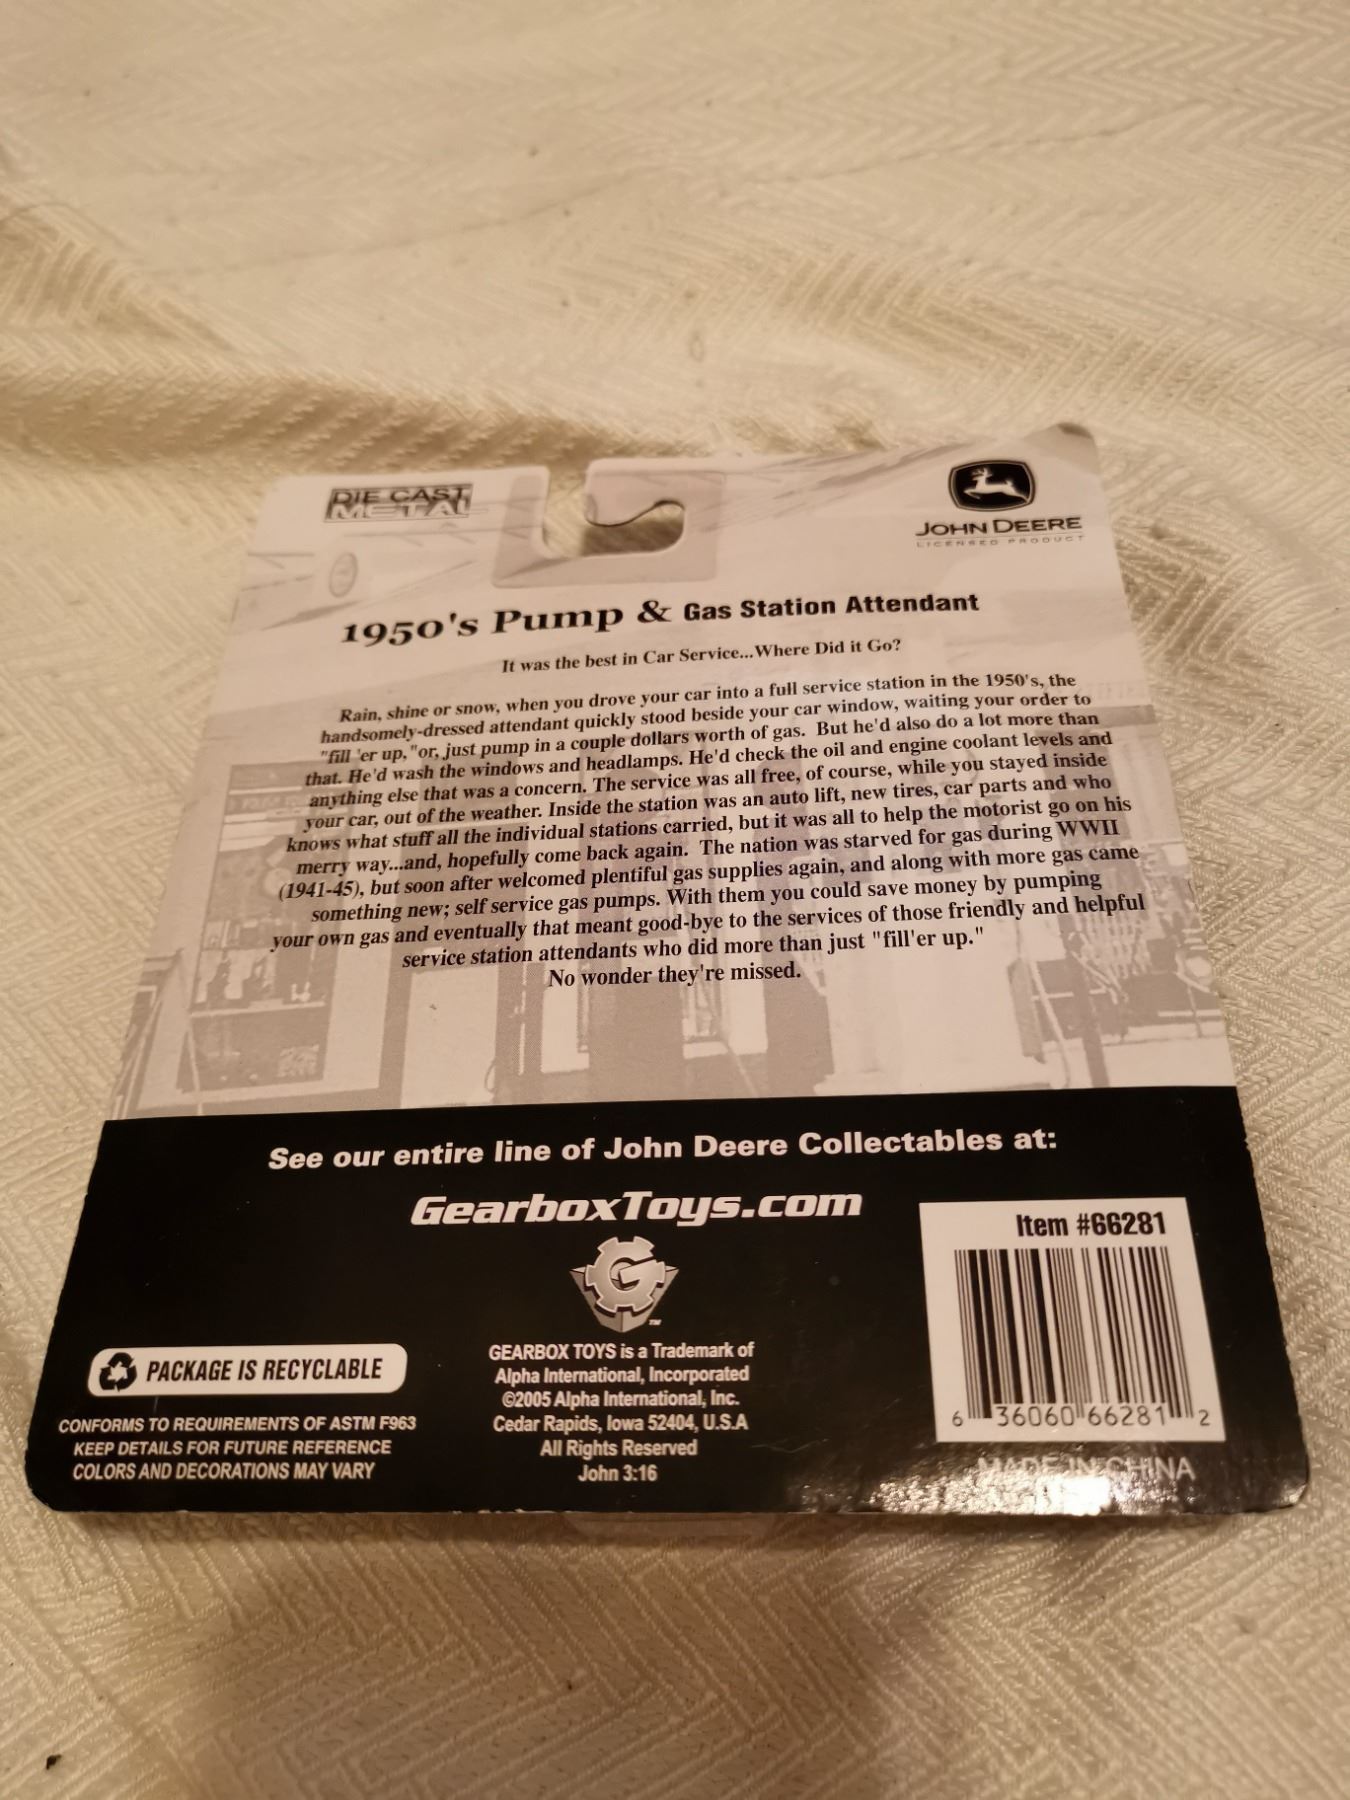 DIE CAST
METAL
JOHN DEERE
LICENSED PRODUCT
1950's Pump & Gas Station Attendant
It was the best in Car Service...Where Did it Go?
Rain, shine or snow, when you drove your car into a full service station in the 1950's, the
handsomely-dressed attendant quickly stood beside your car window, waiting your order to
"fill 'er up,"or, just pump in a couple dollars worth of gas. But he'd also do a lot more than
that. He'd wash the windows and headlamps. He'd check the oil and engine coolant levels and
anything else that was a concern. The service was all free, of course, while you stayed inside
your car, out of the weather. Inside the station was an auto lift, new tires, car parts and who
knows what stuff all the individual stations carried, but it was all to help the motorist go on his
merry way...and, hopefully come back again. The nation was starved for gas during WWII
(1941-45), but soon after welcomed plentiful gas supplies again, and along with more gas came
something new; self service gas pumps. With them you could save money by pumping
your own gas and eventually that meant good-bye to the services of those friendly and helpful
service station attendants who did more than just "fill'er up."
No wonder they're missed.
See our entire line of John Deere Collectables at:
GearboxToys.com
G
TM
PACKAGE IS RECYCLABLE
CONFORMS TO REQUIREMENTS OF ASTM F963
KEEP DETAILS FOR FUTURE REFERENCE
COLORS AND DECORATIONS MAY VARY
GEARBOX TOYS is a Trademark of
Alpha International, Incorporated
©2005 Alpha International, Inc.
Cedar Rapids, Iowa 52404, U.S.A
All Rights Reserved
John 3:16
Item #66281
6 36060 66281 2
MADE IN CHINA